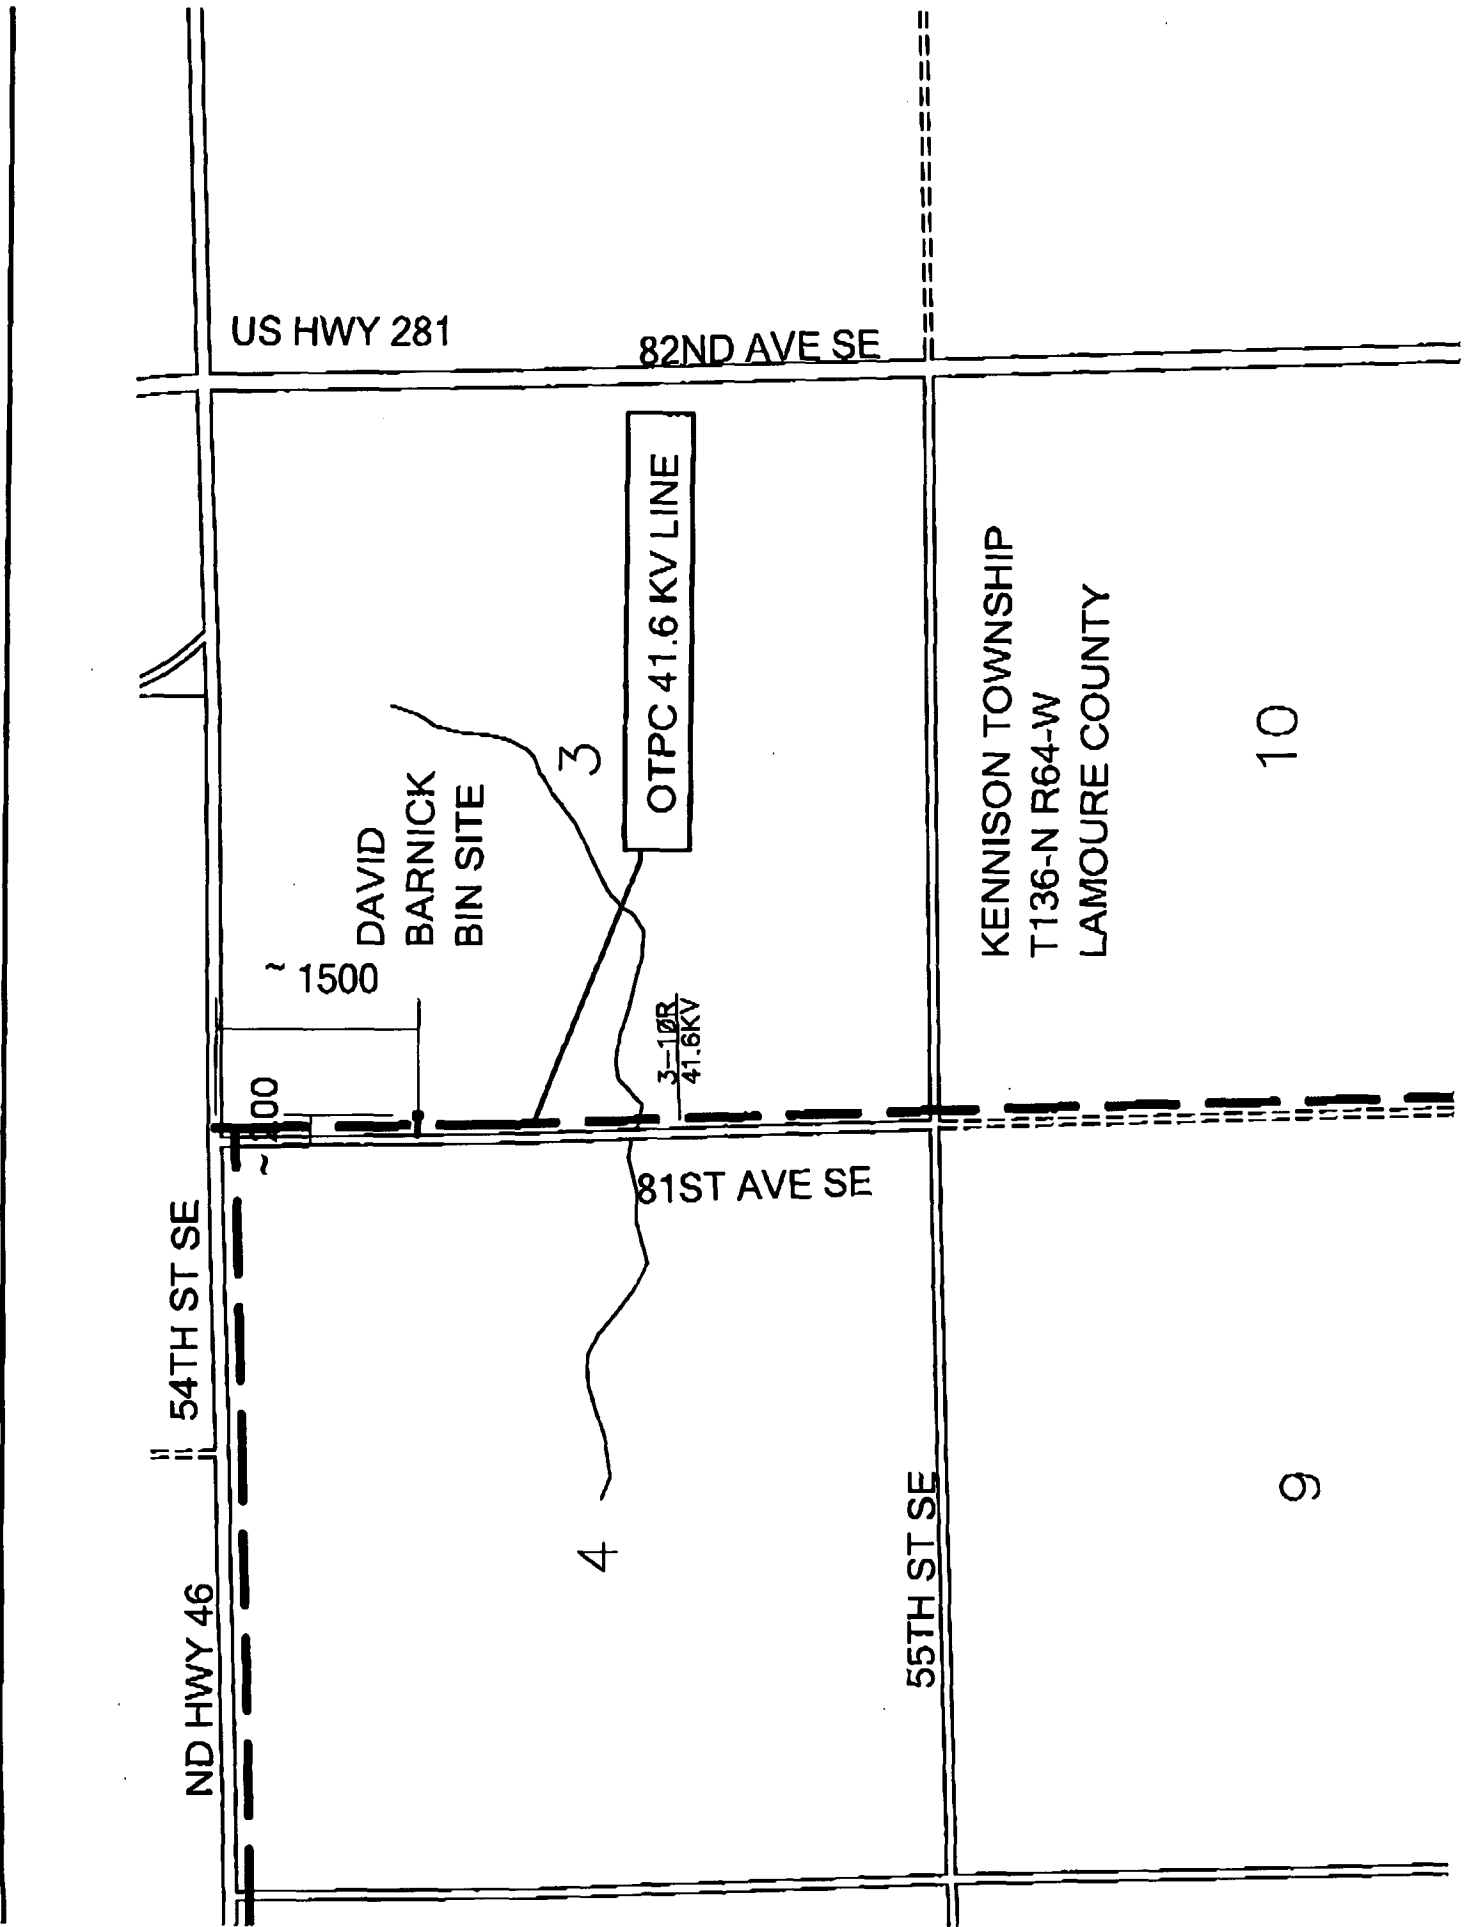 US HWY 281
82ND AVE SE
OTPC 41.6 KV LINE
3
DAVID
BARNICK
BIN SITE
~ 1500
3-1ØR
41.6KV
KENNISON TOWNSHIP
T136-N R64-W
LAMOURE COUNTY
10
81ST AVE SE
54TH ST SE
ND HWY 46
4
55TH ST SE
9